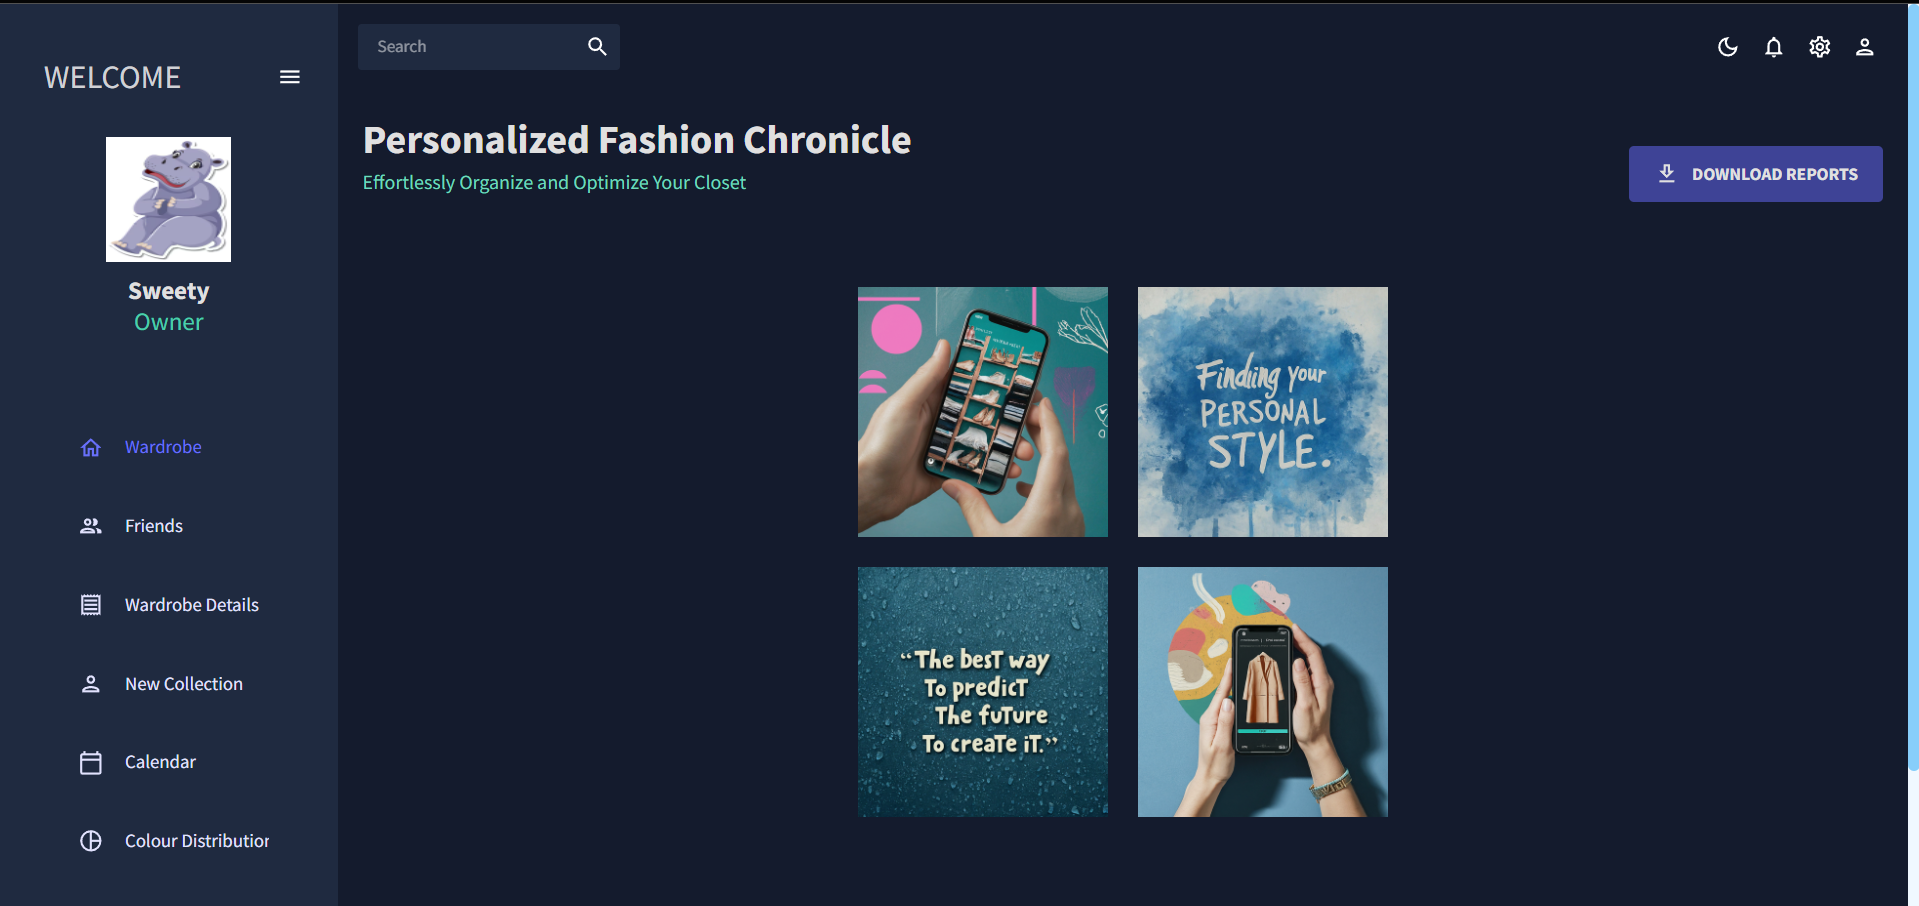 WELCOME
Sweety
Owner
Wardrobe
Friends
Wardrobe Details
New Collection
Calendar
Colour Distribution
Search
Personalized Fashion Chronicle
Effortlessly Organize and Optimize Your Closet
DOWNLOAD REPORTS
Finding your
PERSONAL
STYLE.
“The best way
To predict
The future
To create it.”